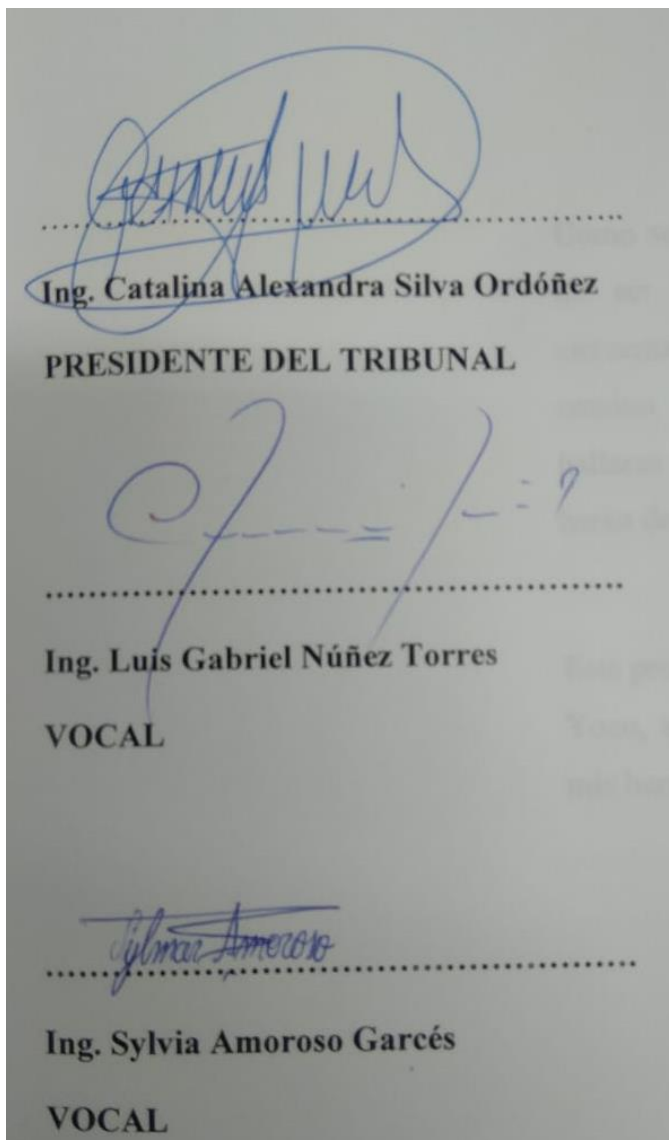 Ing. Catalina Alexandra Silva Ordóñez
PRESIDENTE DEL TRIBUNAL
Ing. Luis Gabriel Núñez Torres
VOCAL
Amoroso
Ing. Sylvia Amoroso Garcés
VOCAL